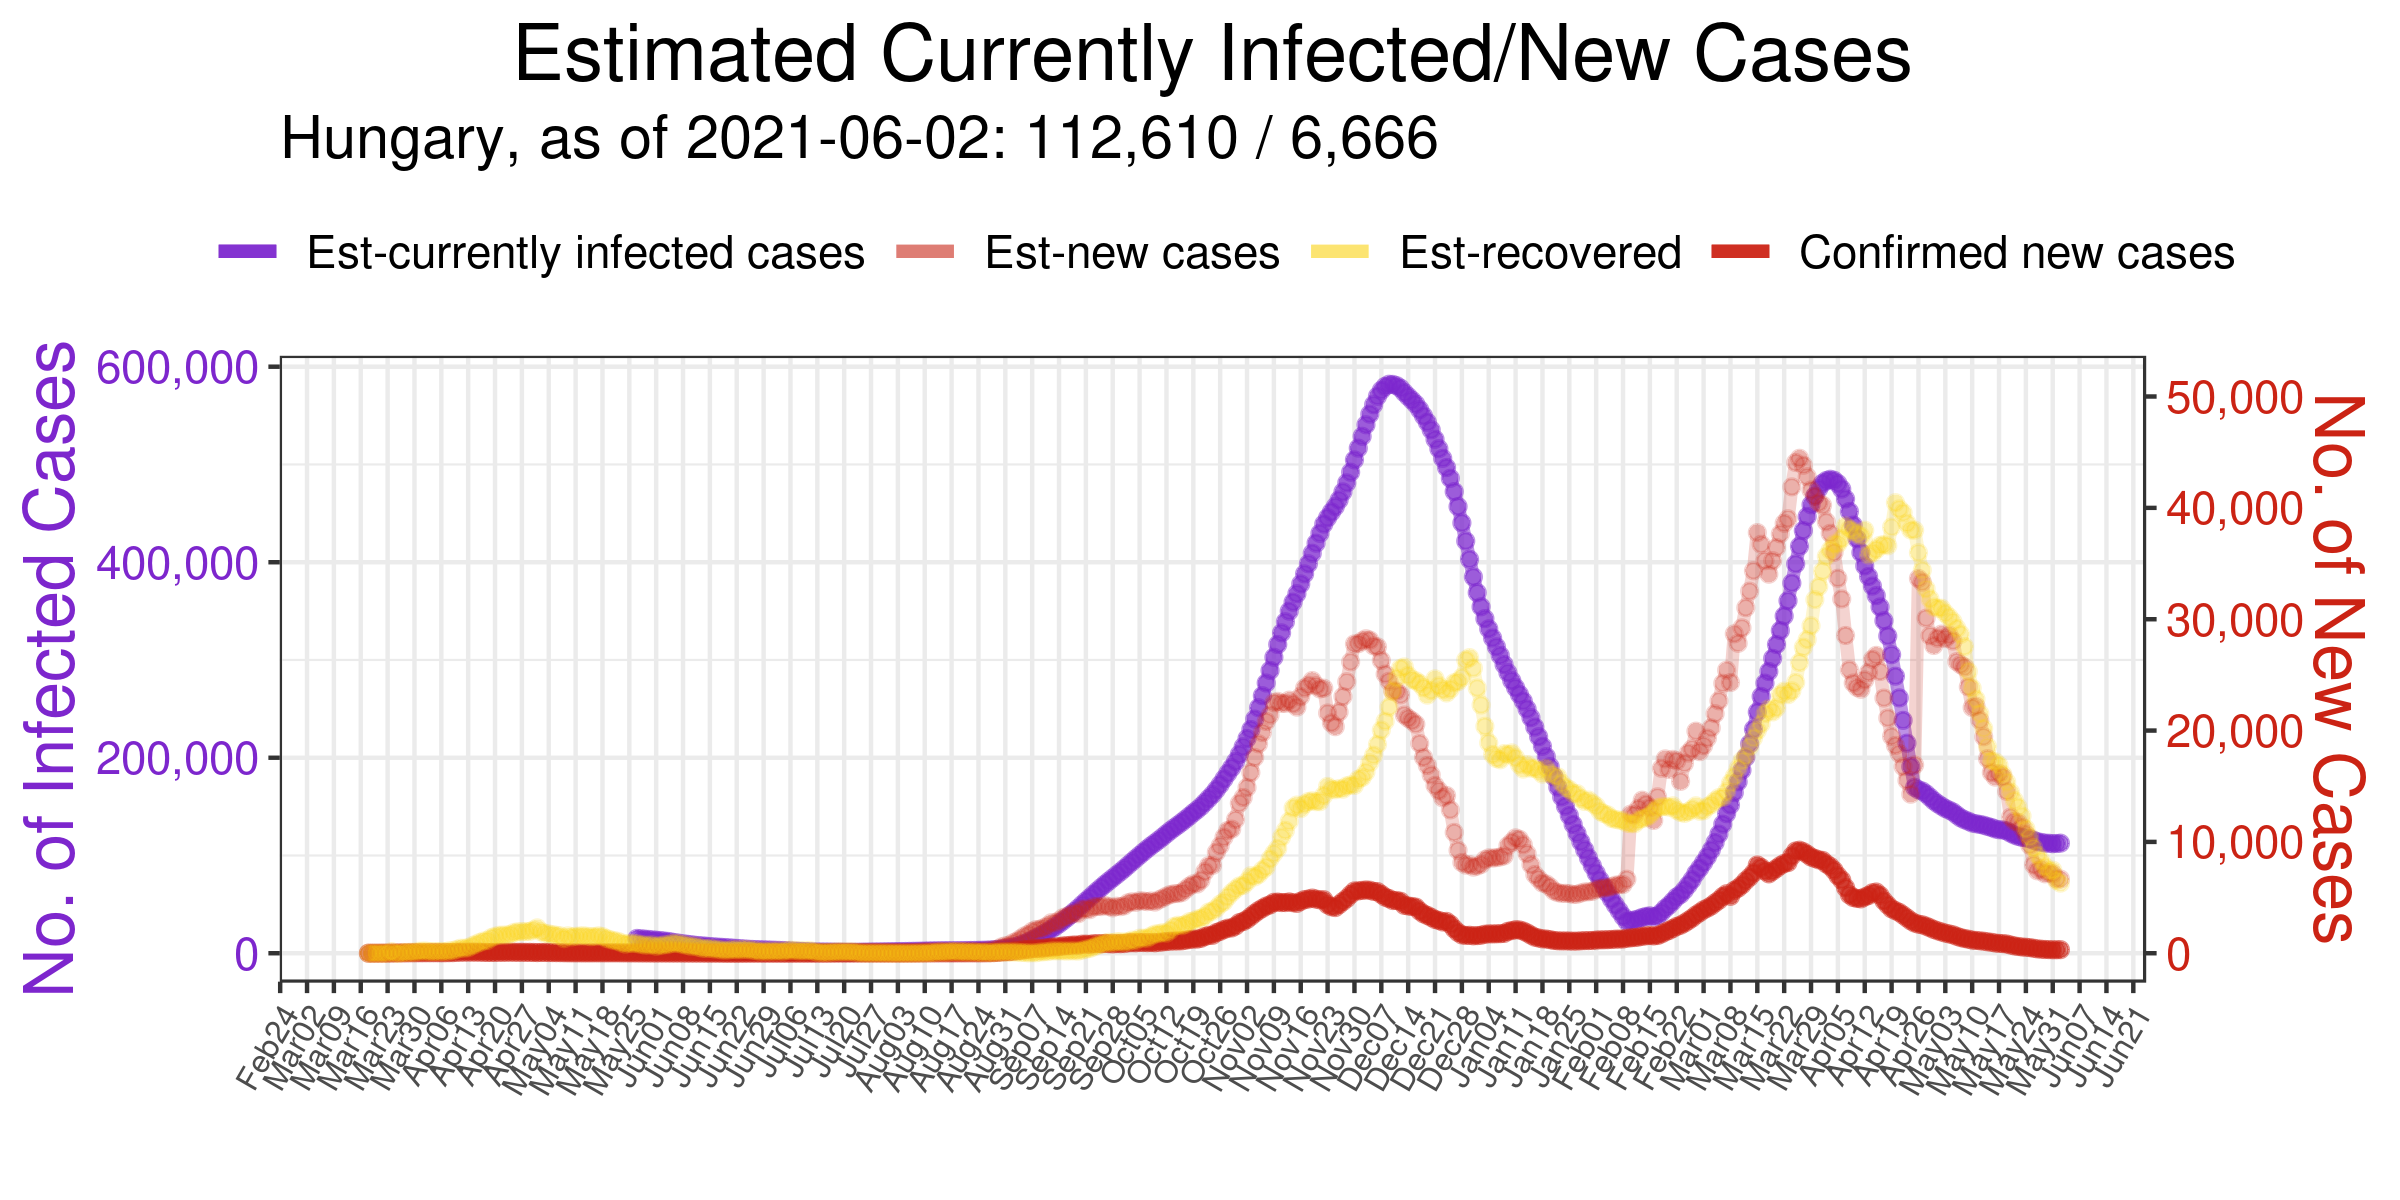 Estimated Currently Infected/New Cases
Hungary, as of 2021-06-02: 112,610 / 6,666
Est-currently infected cases
Est-new cases
Est-recovered
Confirmed new cases
No. of Infected Cases
600,000
400,000
200,000
0
50,000
40,000
30,000
20,000
10,000
0
No. of New Cases
Feb24
Mar02
Mar09
Mar16
Mar23
Mar30
Apr06
Apr13
Apr20
Apr27
May04
May11
May18
May25
Jun01
Jun08
Jun15
Jun22
Jun29
Jul06
Jul13
Jul20
Jul27
Aug03
Aug10
Aug17
Aug24
Aug31
Sep07
Sep14
Sep21
Sep28
Oct05
Oct12
Oct19
Oct26
Nov02
Nov09
Nov16
Nov23
Nov30
Dec07
Dec14
Dec21
Dec28
Jan04
Jan11
Jan18
Jan25
Feb01
Feb08
Feb15
Feb22
Mar01
Mar08
Mar15
Mar22
Mar29
Apr05
Apr12
Apr19
Apr26
May03
May10
May17
May24
May31
Jun07
Jun14
Jun21